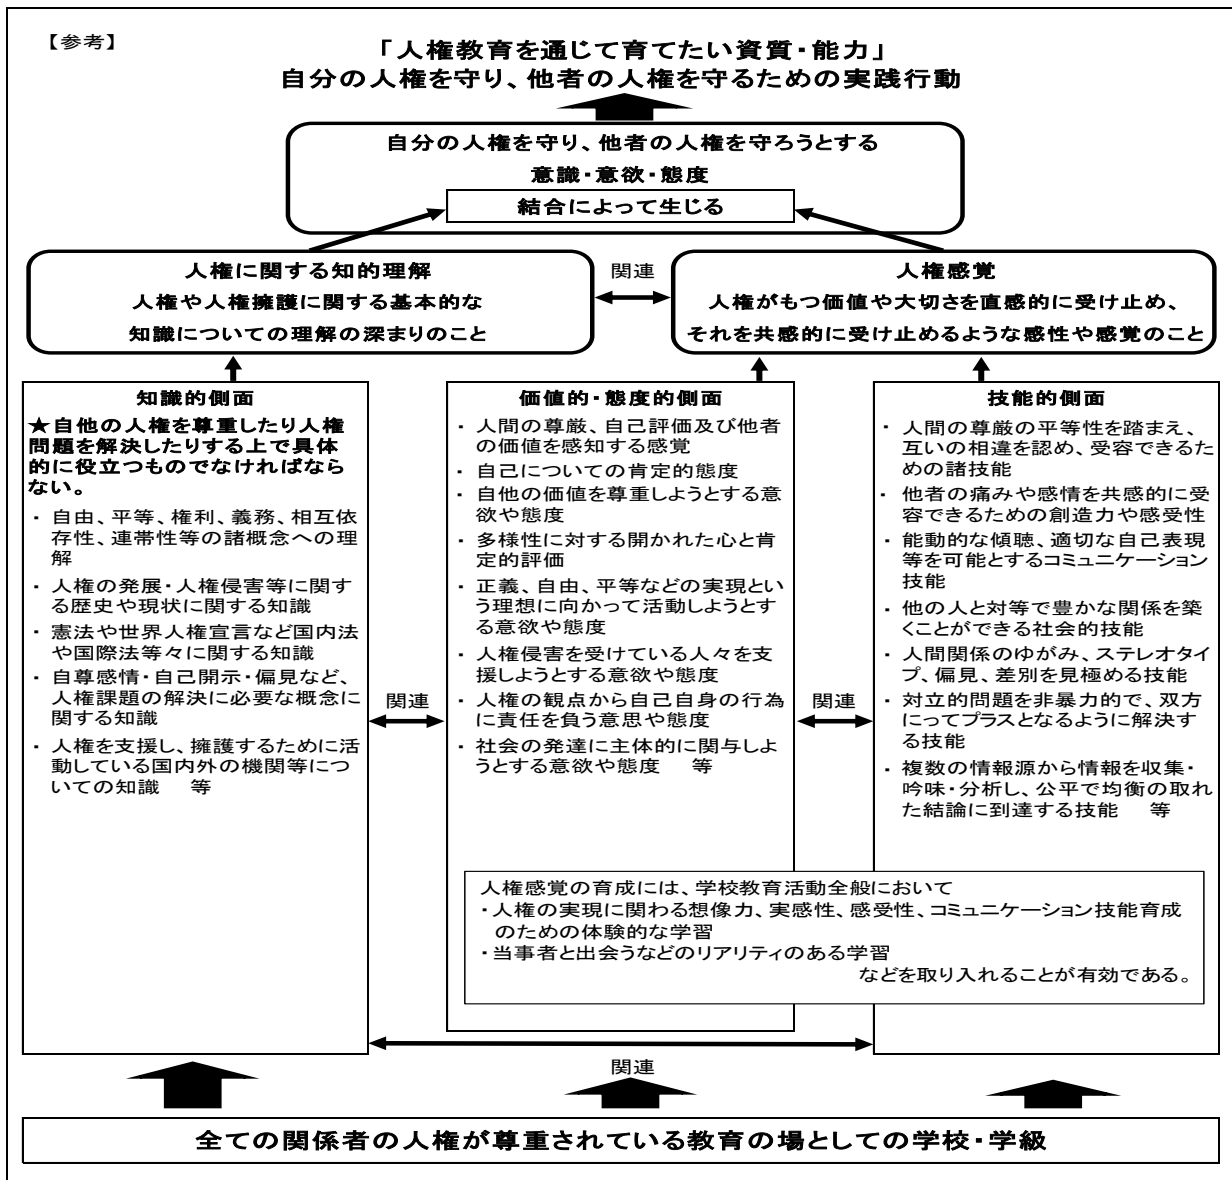 【参考】
「人権教育を通じて育てたい資質・能力」
自分の人権を守り、他者の人権を守るための実践行動
自分の人権を守り、他者の人権を守ろうとする
意識・意欲・態度
結合によって生じる
人権に関する知的理解
人権や人権擁護に関する基本的な
知識についての理解の深まりのこと
関連
人権感覚
人権がもつ価値や大切さを直感的に受け止め、
それを共感的に受け止めるような感性や感覚のこと
知識的側面
★自他の人権を尊重したり人権
問題を解決したりする上で具体
的に役立つものでなければなら
ない。
・ 自由、平等、権利、義務、相互依
存性、連帯性等の諸概念への理
解
・ 人権の発展・人権侵害等に関す
る歴史や現状に関する知識
・ 憲法や世界人権宣言など国内法
や国際法等々に関する知識
・ 自尊感情・自己開示・偏見など、
人権課題の解決に必要な概念に
関する知識
・ 人権を支援し、擁護するために活
動している国内外の機関等につ
いての知識 等
関連
価値的・態度的側面
・ 人間の尊厳、自己評価及び他者
の価値を感知する感覚
・ 自己についての肯定的態度
・ 自他の価値を尊重しようとする意
欲や態度
・ 多様性に対する開かれた心と肯
定的評価
・ 正義、自由、平等などの実現とい
う理想に向かって活動しようとす
る意欲や態度
・ 人権侵害を受けている人々を支
援しようとする意欲や態度
・ 人権の観点から自己自身の行為
に責任を負う意思や態度
・ 社会の発達に主体的に関与しよ
うとする意欲や態度 等
関連
技能的側面
・ 人間の尊厳の平等性を踏まえ、
互いの相違を認め、受容できるた
めの諸技能
・ 他者の痛みや感情を共感的に受
容できるための創造力や感受性
・ 能動的な傾聴、適切な自己表現
等を可能とするコミュニケーション
技能
・ 他の人と対等で豊かな関係を築
くことができる社会的技能
・ 人間関係のゆがみ、ステレオタイ
プ、偏見、差別を見極める技能
・ 対立的問題を非暴力的で、双方
にってプラスとなるように解決す
る技能
・ 複数の情報源から情報を収集・
吟味・分析し、公平で均衡の取れ
た結論に到達する技能 等
人権感覚の育成には、学校教育活動全般において
・人権の実現に関わる想像力、実感性、感受性、コミュニケーション技能育成
のための体験的な学習
・当事者と出会うなどのリアリティのある学習
などを取り入れることが有効である。
関連
全ての関係者の人権が尊重されている教育の場としての学校・学級